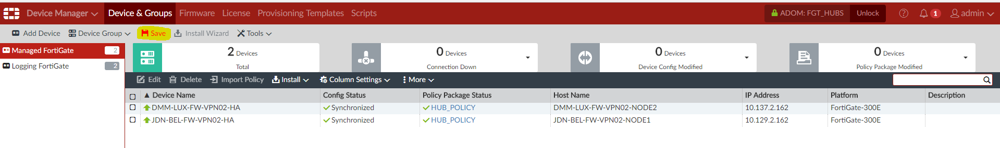 Device Manager Device & Groups Firmware License Provisioning Templates Scripts ADOM: FGT_HUBS Unlock 1 admin
Add Device Device Group Save Install Wizard Tools
Managed FortiGate 2
Logging FortiGate 2
2 Devices
Total
0 Devices
Connection Down
0 Devices
Device Config Modified
0 Devices
Policy Package Modified
Edit Delete Import Policy Install Column Settings More
Device Name Config Status Policy Package Status Host Name IP Address Platform Description
DMM-LUX-FW-VPN02-HA Synchronized HUB_POLICY DMM-LUX-FW-VPN02-NODE2 10.137.2.162 FortiGate-300E
JDN-BEL-FW-VPN02-HA Synchronized HUB_POLICY JDN-BEL-FW-VPN02-NODE1 10.129.2.162 FortiGate-300E